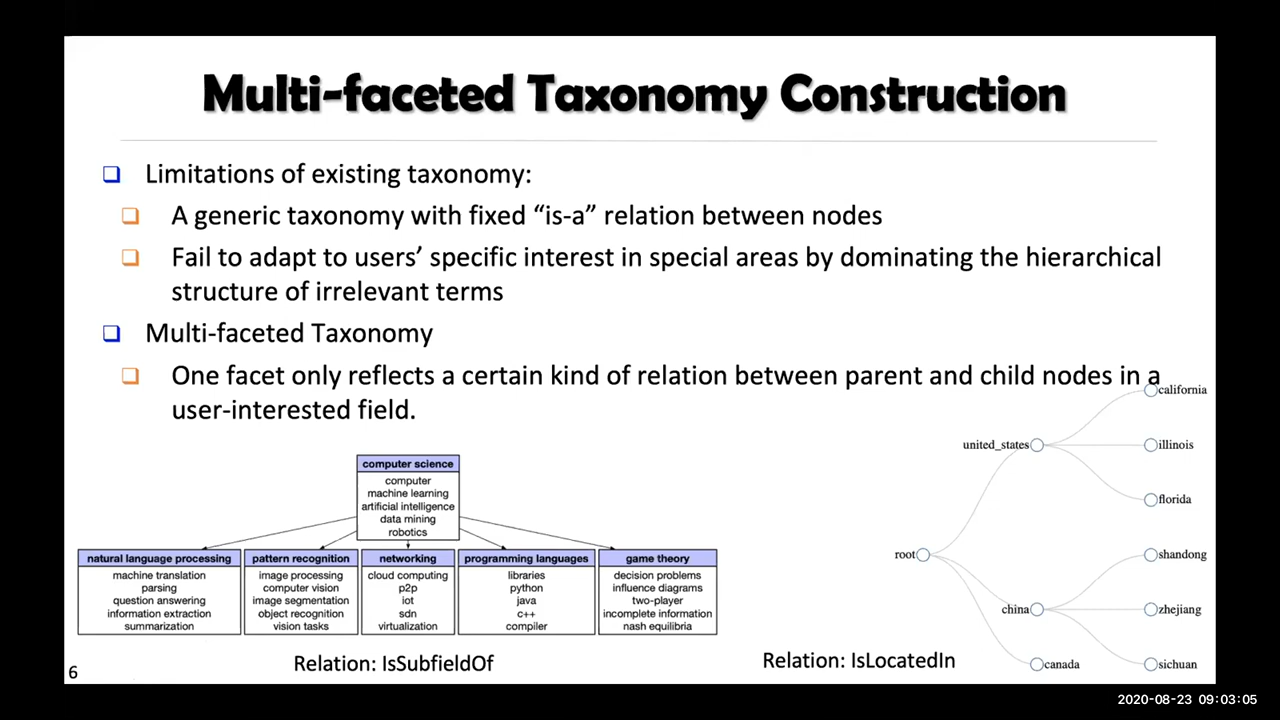 Multi-faceted Taxonomy Construction
Limitations of existing taxonomy:
A generic taxonomy with fixed “is-a” relation between nodes
Fail to adapt to users’ specific interest in special areas by dominating the hierarchical
structure of irrelevant terms
Multi-faceted Taxonomy
One facet only reflects a certain kind of relation between parent and child nodes in a
user-interested field.
computer science
computer
machine learning
artificial intelligence
data mining
robotics
natural language processing
machine translation
parsing
question answering
information extraction
summarization
pattern recognition
image processing
computer vision
image segmentation
object recognition
vision tasks
networking
cloud computing
p2p
iot
sdn
virtualization
programming languages
libraries
python
java
c++
compiler
game theory
decision problems
influence diagrams
two-player
incomplete information
nash equilibria
Relation: IsSubfieldOf
root
united_states
california
illinois
florida
china
shandong
zhejiang
sichuan
canada
Relation: IsLocatedIn
6
2020-08-23 09:03:05